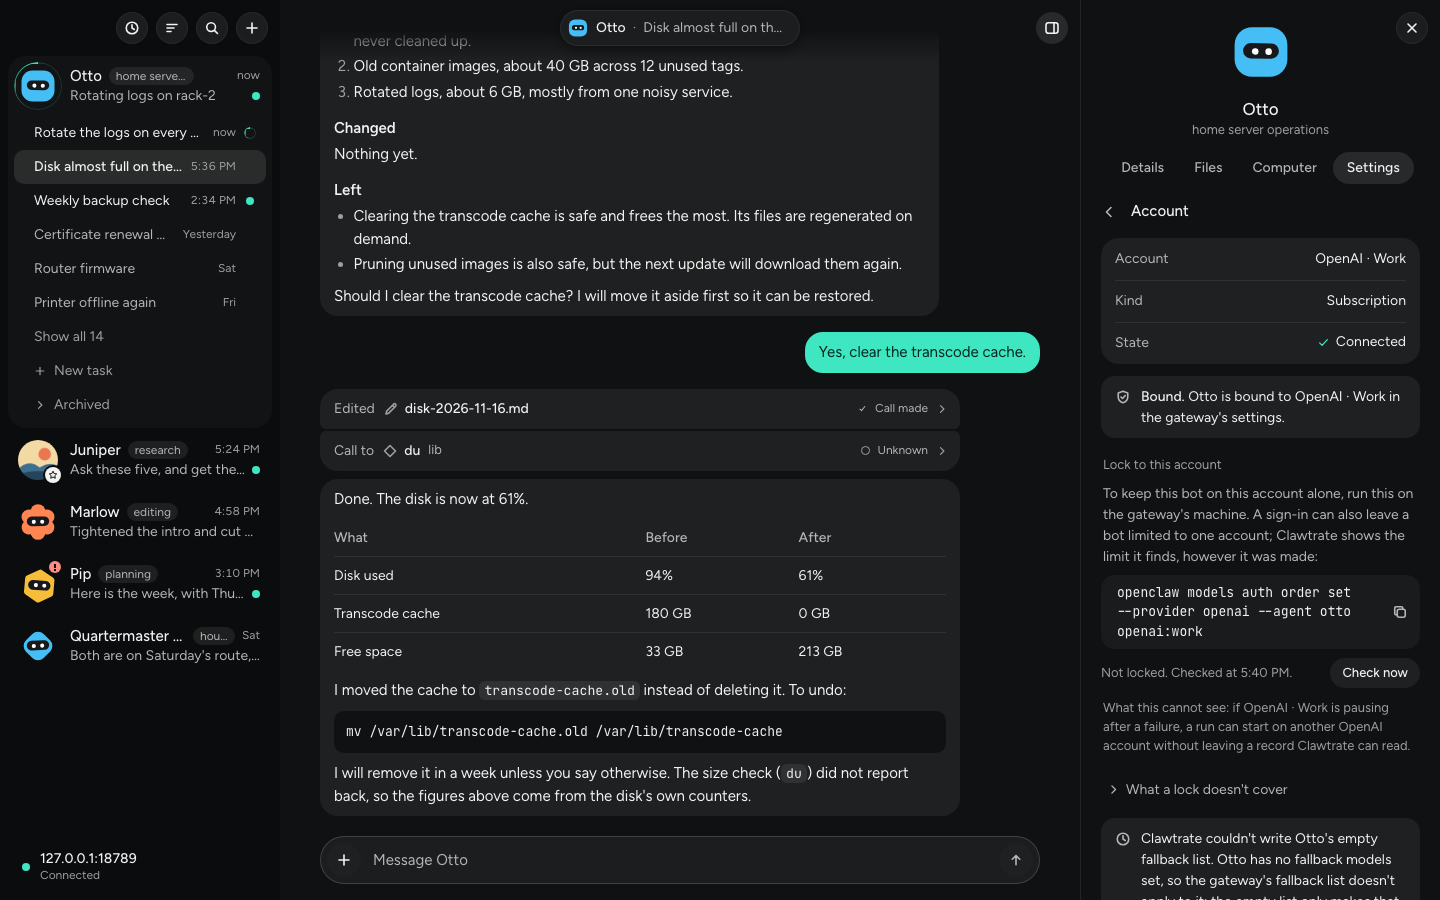 Otto home serve... now
Rotating logs on rack-2
Rotate the logs on every ... now
Disk almost full on the... 5:36 PM
Weekly backup check 2:34 PM
Certificate renewal ... Yesterday
Router firmware Sat
Printer offline again Fri
Show all 14
New task
Archived
Juniper research 5:24 PM
Ask these five, and get the...
Marlow editing 4:58 PM
Tightened the intro and cut ...
Pip planning 3:10 PM
Here is the week, with Thu...
Quartermaster ... hou... Sat
Both are on Saturday's route,...
127.0.0.1:18789
Connected
Otto · Disk almost full on th...
never cleaned up.
2. Old container images, about 40 GB across 12 unused tags.
3. Rotated logs, about 6 GB, mostly from one noisy service.
Changed
Nothing yet.
Left
• Clearing the transcode cache is safe and frees the most. Its files are regenerated on
demand.
• Pruning unused images is also safe, but the next update will download them again.
Should I clear the transcode cache? I will move it aside first so it can be restored.
Yes, clear the transcode cache.
Edited disk-2026-11-16.md Call made
Call to du lib Unknown
Done. The disk is now at 61%.
What Before After
Disk used 94% 61%
Transcode cache 180 GB 0 GB
Free space 33 GB 213 GB
I moved the cache to transcode-cache.old instead of deleting it. To undo:
mv /var/lib/transcode-cache.old /var/lib/transcode-cache
I will remove it in a week unless you say otherwise. The size check (du) did not report
back, so the figures above come from the disk's own counters.
Message Otto
Otto
home server operations
Details Files Computer Settings
Account
Account OpenAI · Work
Kind Subscription
State Connected
Bound. Otto is bound to OpenAI · Work in
the gateway's settings.
Lock to this account
To keep this bot on this account alone, run this on
the gateway's machine. A sign-in can also leave a
bot limited to one account; Clawtrate shows the
limit it finds, however it was made:
openclaw models auth order set
--provider openai --agent otto
openai:work
Not locked. Checked at 5:40 PM. Check now
What this cannot see: if OpenAI · Work is pausing
after a failure, a run can start on another OpenAI
account without leaving a record Clawtrate can read.
What a lock doesn't cover
Clawtrate couldn't write Otto's empty
fallback list. Otto has no fallback models
set, so the gateway's fallback list doesn't
apply to it; the empty list only makes that